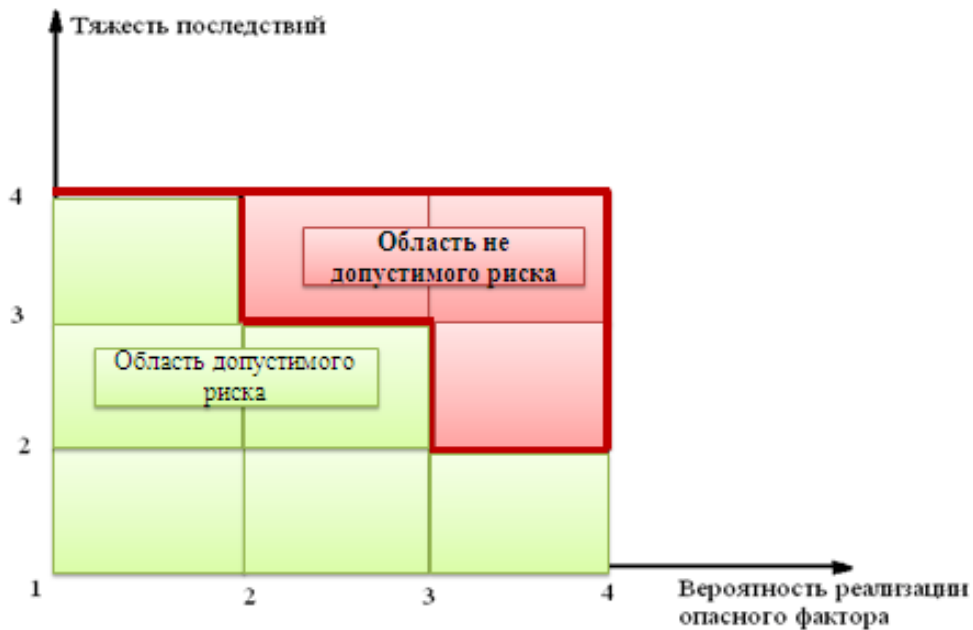 Тяжесть последствий
4
Область не
допустимого риска
3
Область допустимого
риска
2
1
2
3
4
Вероятность реализации
опасного фактора